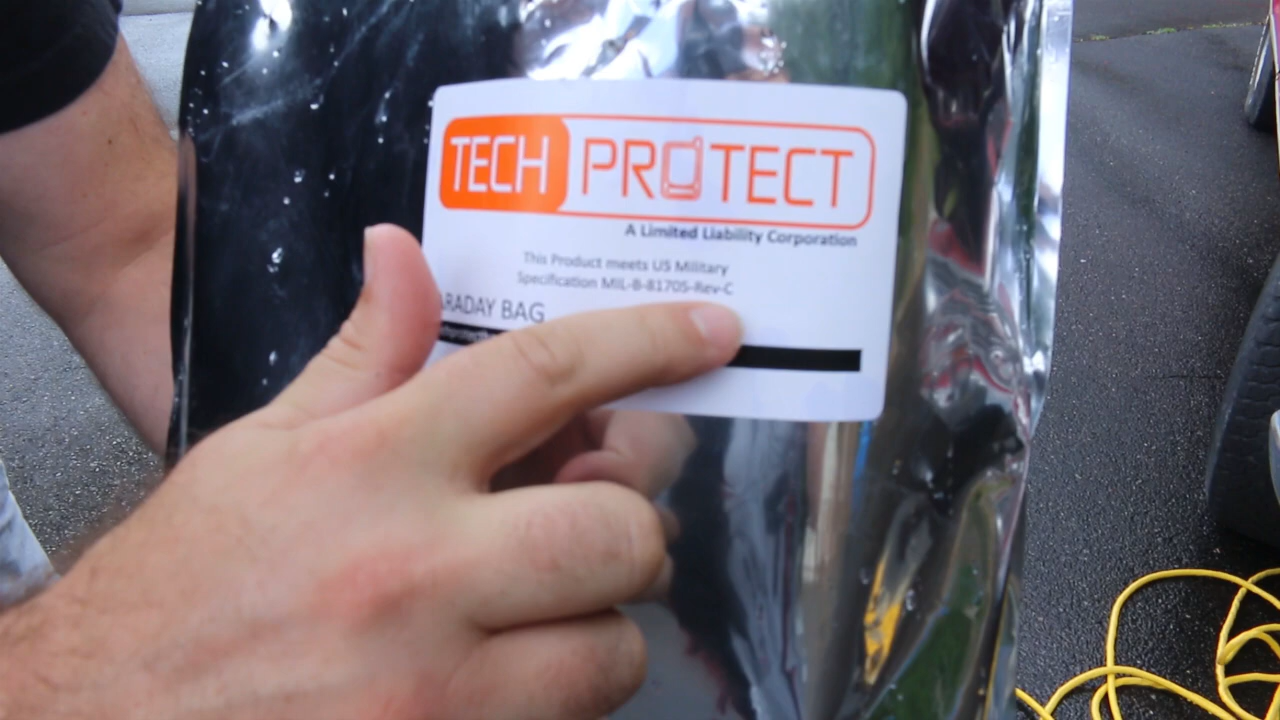 TECH PROTECT
A Limited Liability Corporation
This Product meets US Military
Specification MIL-B-81705-Rev-C
ARADAY BAG